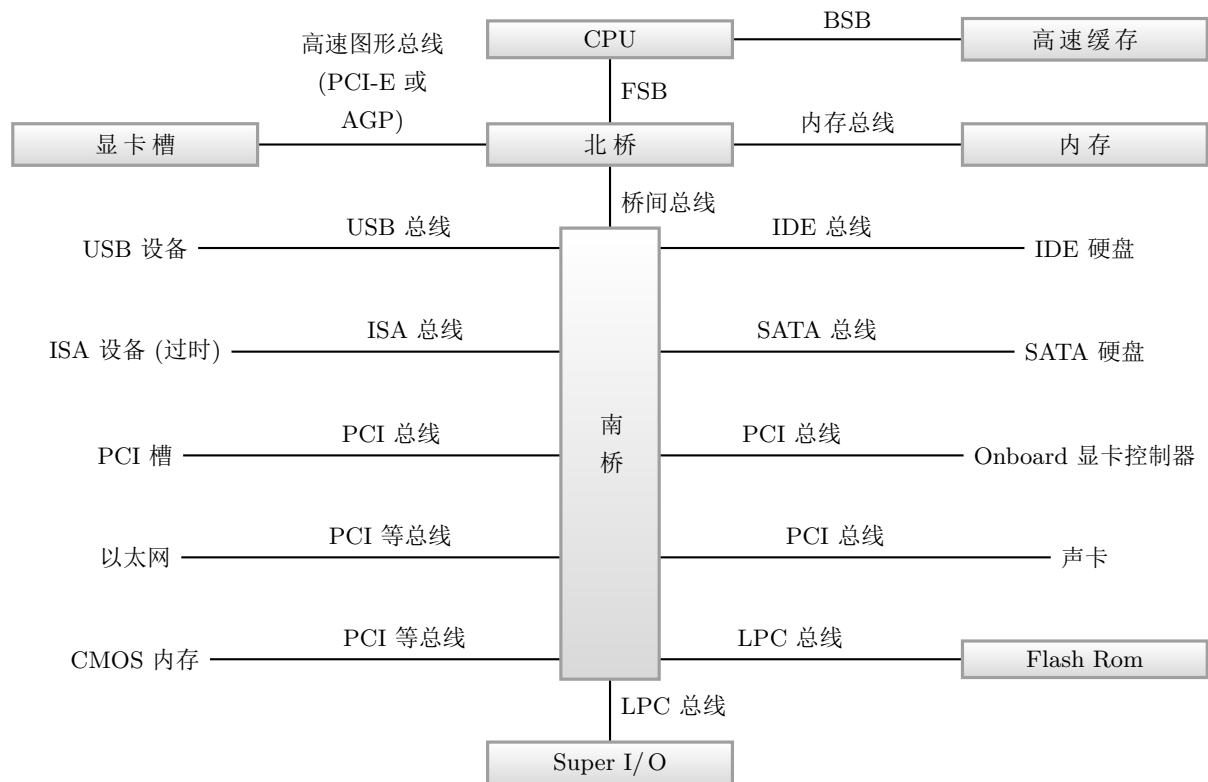 CPU
BSB
高速缓存
高速图形总线
(PCI-E 或
AGP)
FSB
显卡槽
北桥
内存总线
内存
桥间总线
USB 设备
USB 总线
IDE 总线
IDE 硬盘
ISA 设备 (过时)
ISA 总线
SATA 总线
SATA 硬盘
南
桥
PCI 槽
PCI 总线
PCI 总线
Onboard 显卡控制器
以太网
PCI 等总线
PCI 总线
声卡
CMOS 内存
PCI 等总线
LPC 总线
Flash Rom
LPC 总线
Super I/O